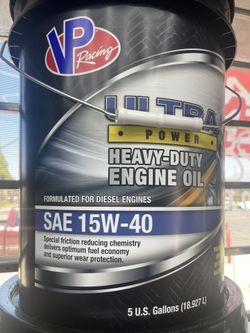 VP
Racing
ULTRA
POWER
HEAVY-DUTY
ENGINE OIL
FORMULATED FOR DIESEL ENGINES
SAE 15W-40
Special friction reducing chemistry
delivers optimum fuel economy
and superior wear protection.
5 U.S. Gallons (18.927 L)